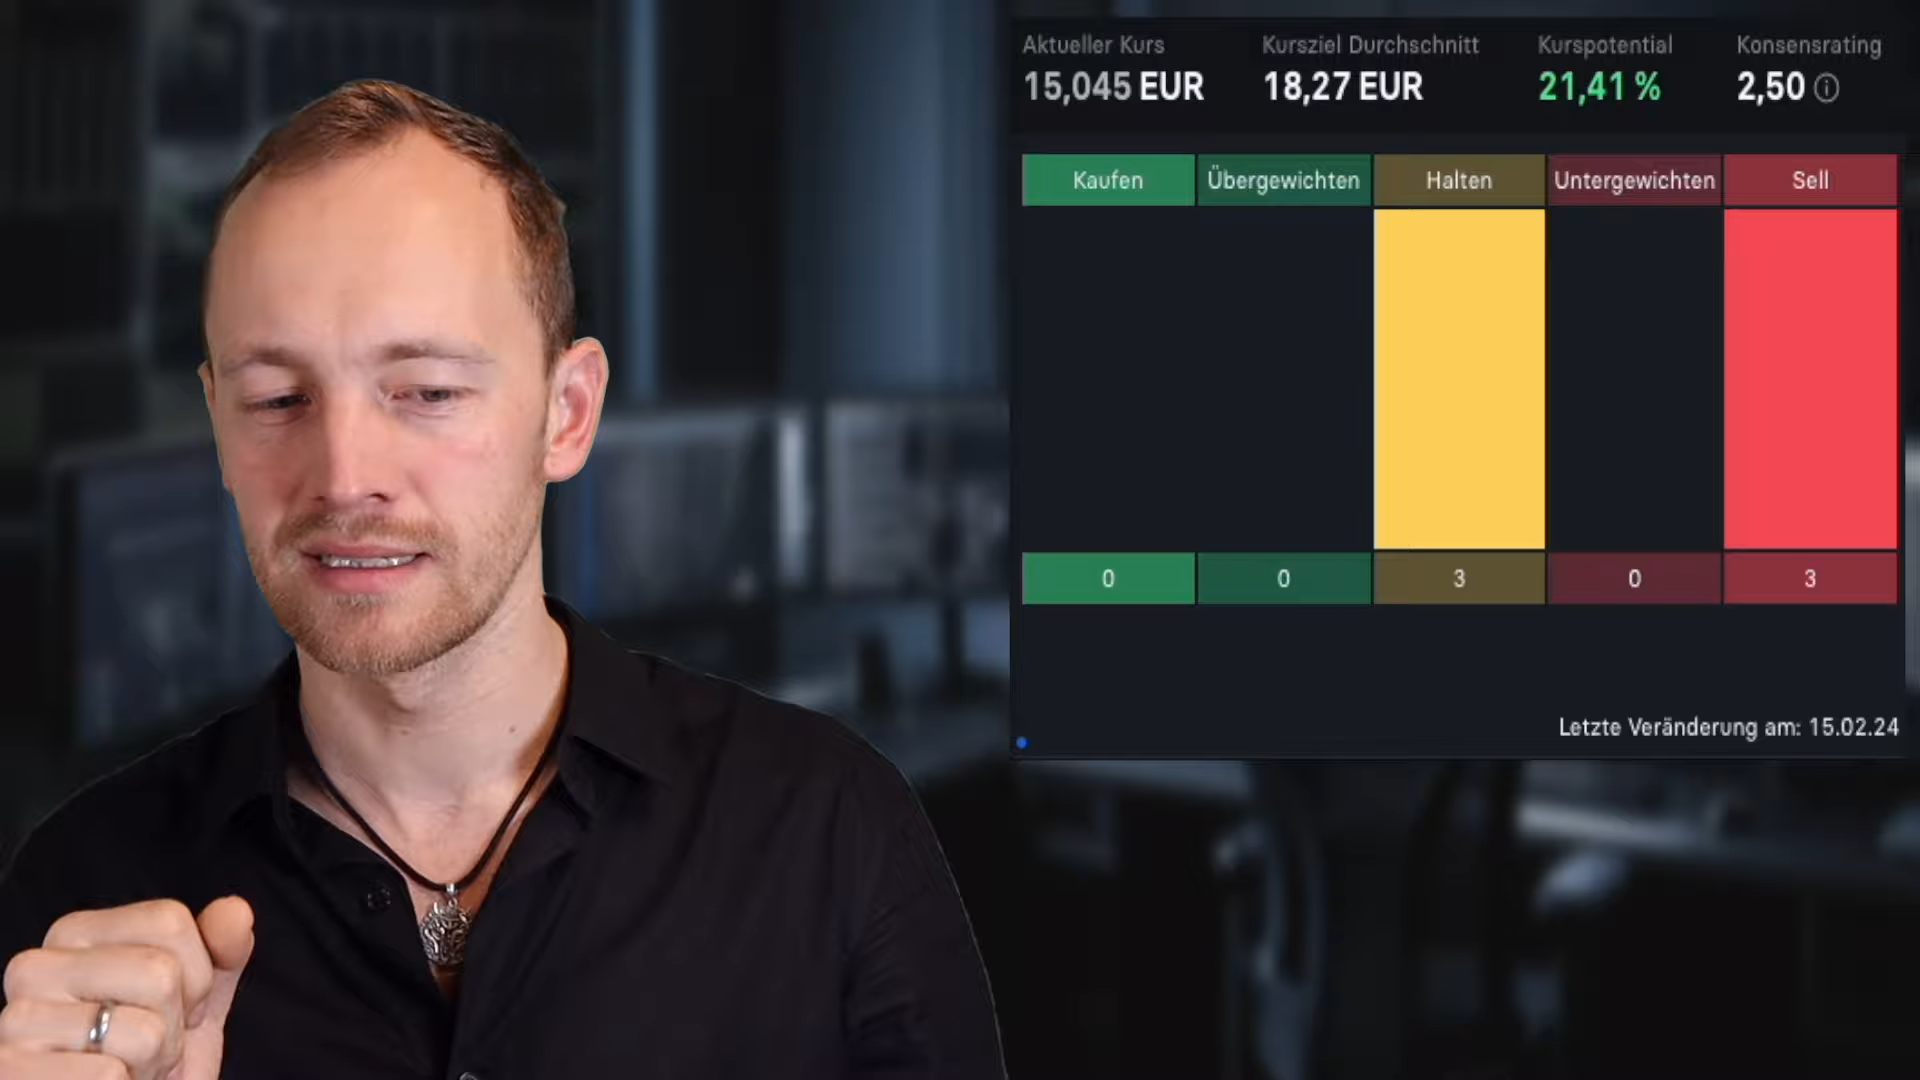 Aktueller Kurs Kursziel Durchschnitt Kurspotential Konsensrating
15,045 EUR 18,27 EUR 21,41 % 2,50
Kaufen Übergewichten Halten Untergewichten Sell
0 0 3 0 3
Letzte Veränderung am: 15.02.24